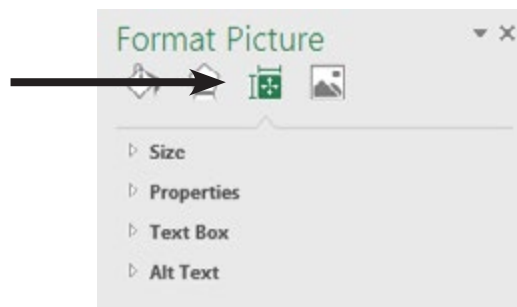 Format Picture
Size
Properties
Text Box
Alt Text